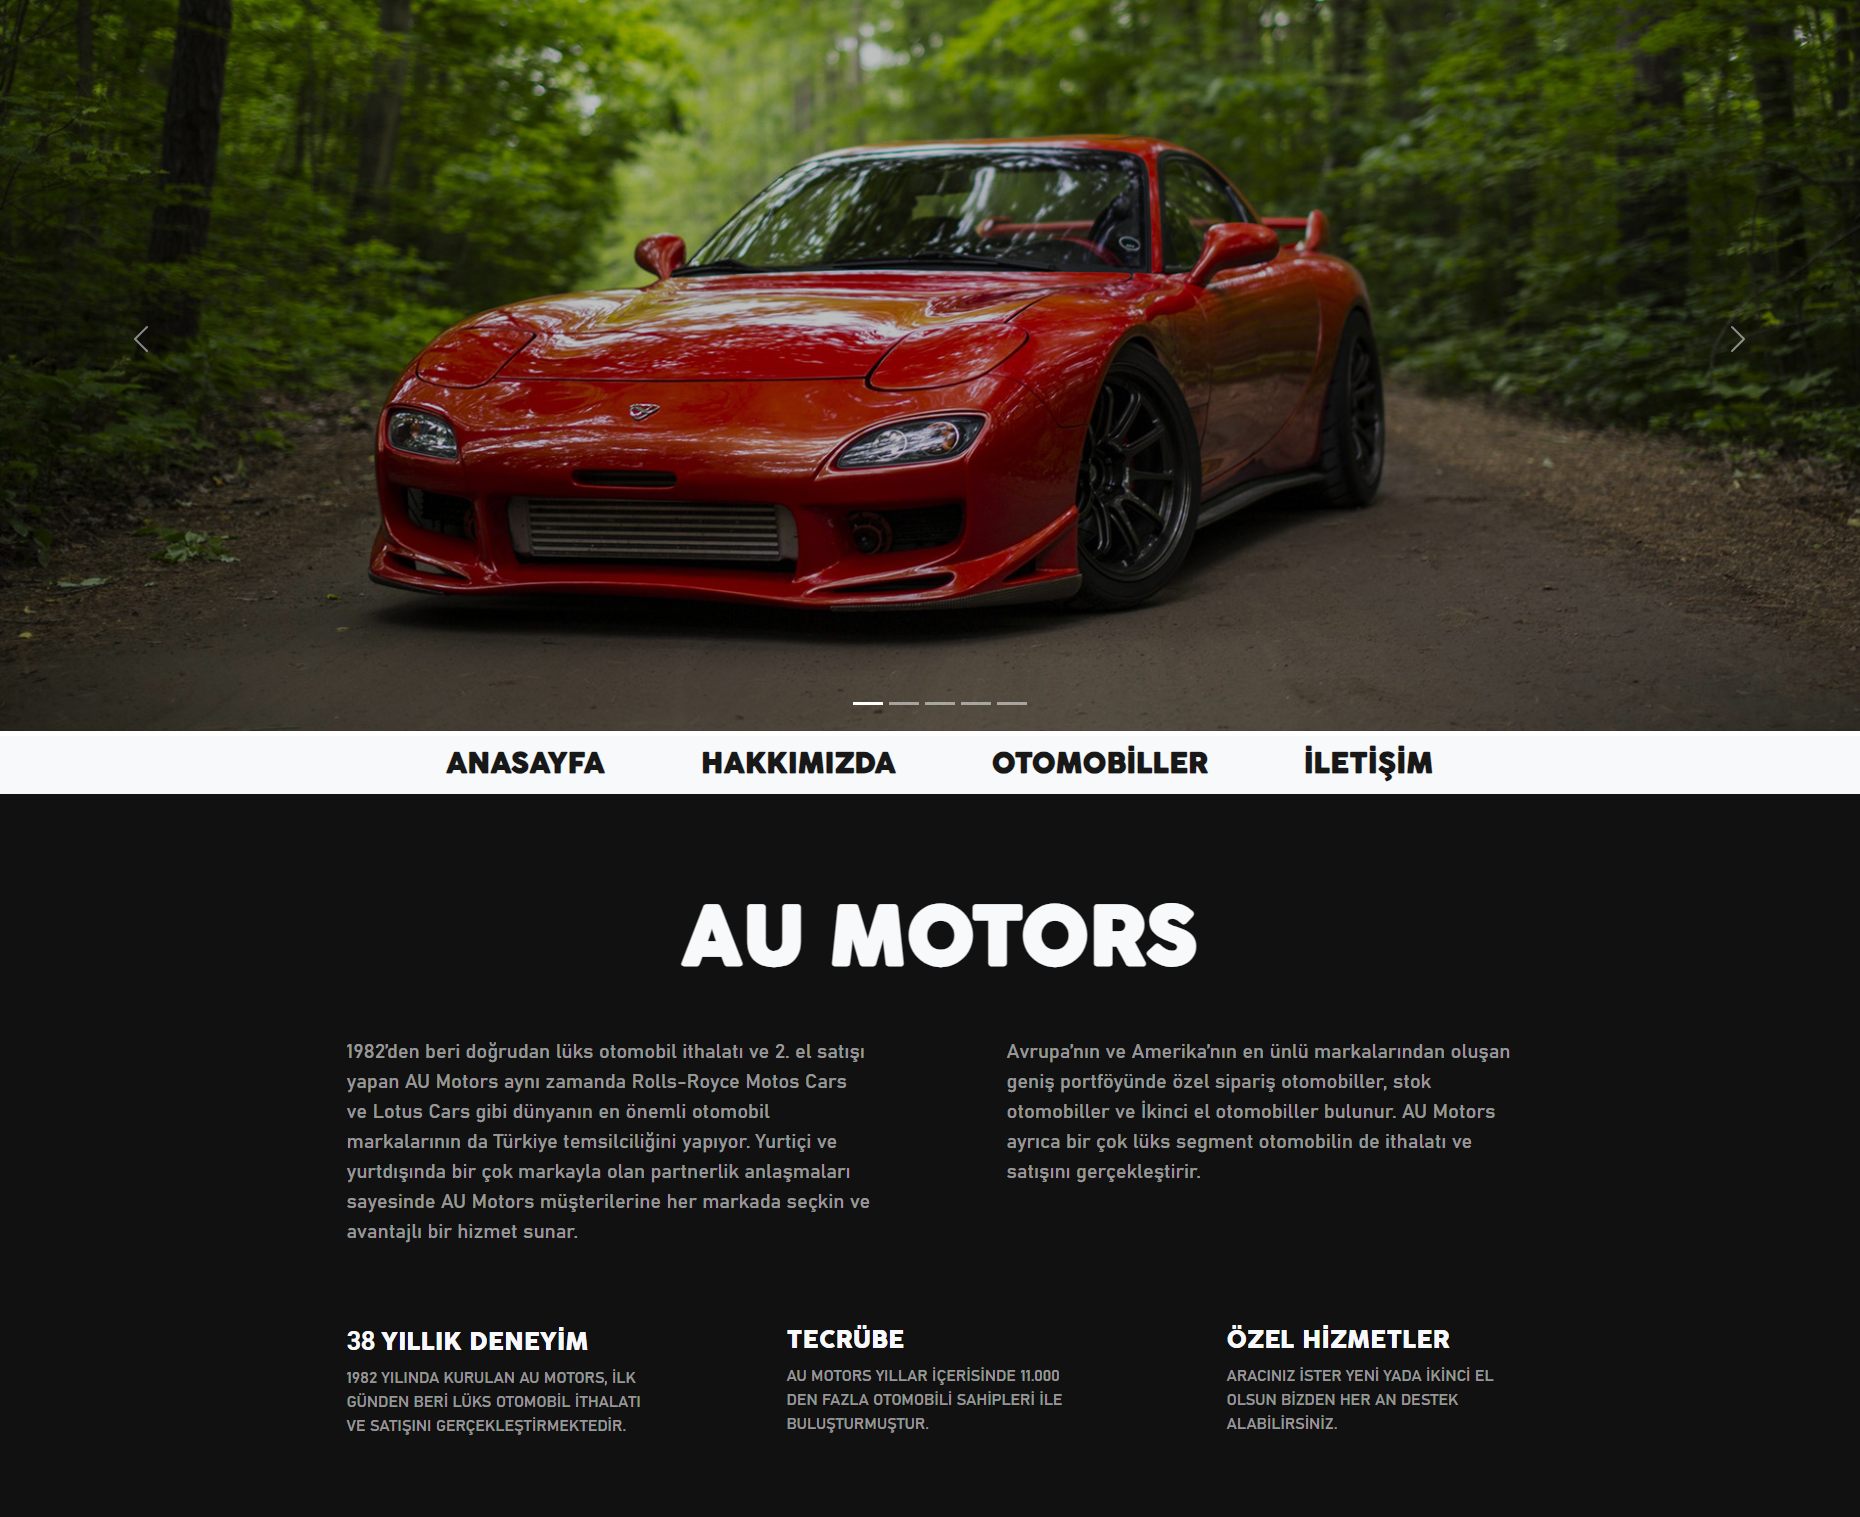 ANASAYFA HAKKIMIZDA OTOMOBİLLER İLETİŞİM
AU MOTORS
1982'den beri doğrudan lüks otomobil ithalatı ve 2. el satışı
yapan AU Motors aynı zamanda Rolls-Royce Motos Cars
ve Lotus Cars gibi dünyanın en önemli otomobil
markalarının da Türkiye temsilciliğini yapıyor. Yurtiçi ve
yurtdışında bir çok markayla olan partnerlik anlaşmaları
sayesinde AU Motors müşterilerine her markada seçkin ve
avantajlı bir hizmet sunar.
Avrupa'nın ve Amerika'nın en ünlü markalarından oluşan
geniş portföyünde özel sipariş otomobiller, stok
otomobiller ve İkinci el otomobiller bulunur. AU Motors
ayrıca bir çok lüks segment otomobilin de ithalatı ve
satışını gerçekleştirir.
38 YILLIK DENEYİM
1982 YILINDA KURULAN AU MOTORS, İLK
GÜNDEN BERİ LÜKS OTOMOBİL İTHALATI
VE SATIŞINI GERÇEKLEŞTİRMEKTEDİR.
TECRÜBE
AU MOTORS YILLAR İÇERİSİNDE 11.000
DEN FAZLA OTOMOBİLİ SAHİPLERİ İLE
BULUŞTURMUŞTUR.
ÖZEL HİZMETLER
ARACINIZ İSTER YENİ YADA İKİNCİ EL
OLSUN BİZDEN HER AN DESTEK
ALABİLİRSİNİZ.